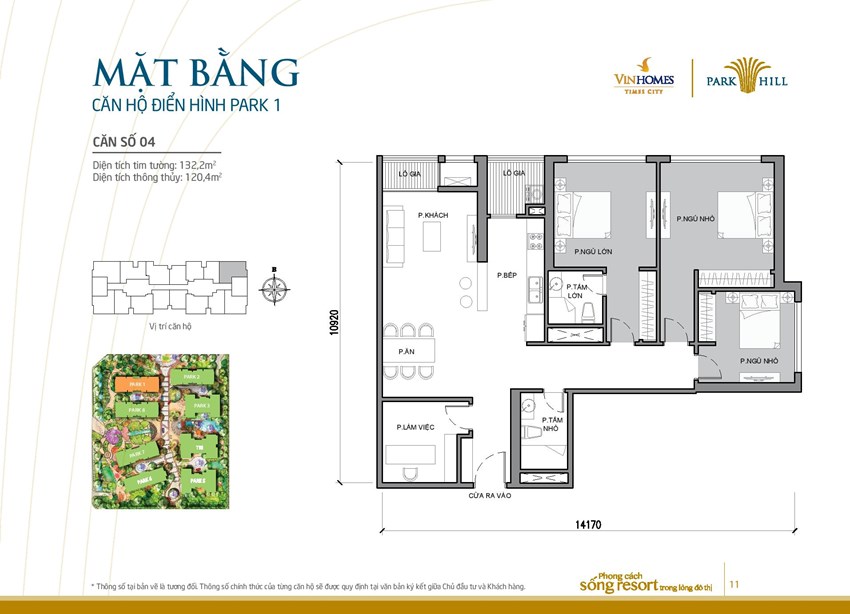 MẶT BẰNG
CĂN HỘ ĐIỂN HÌNH PARK 1
VINHOMES
TIMES CITY
PARK HILL
CĂN SỐ 04
Diện tích tim tường: 132,2m²
Diện tích thông thủy: 120,4m²
B
Vị trí căn hộ
PARK 1
PARK 2
PARK 3
PARK 7
PARK 6
PARK 5
LÔ GIA
LÔ GIA
P.KHÁCH
P.BẾP
P.NGỦ LỚN
P.NGỦ NHỎ
P.TẮM
LỚN
P.ĂN
P.NGỦ NHỎ
P.LÀM VIỆC
P.TẮM
NHỎ
CỬA RA VÀO
10920
14170
* Thông số tại bản vẽ là tương đối. Thông số chính thức của từng căn hộ sẽ được quy định tại văn bản ký kết giữa Chủ đầu tư và Khách hàng.
Phong cách
sống resort trong lòng đô thị
11